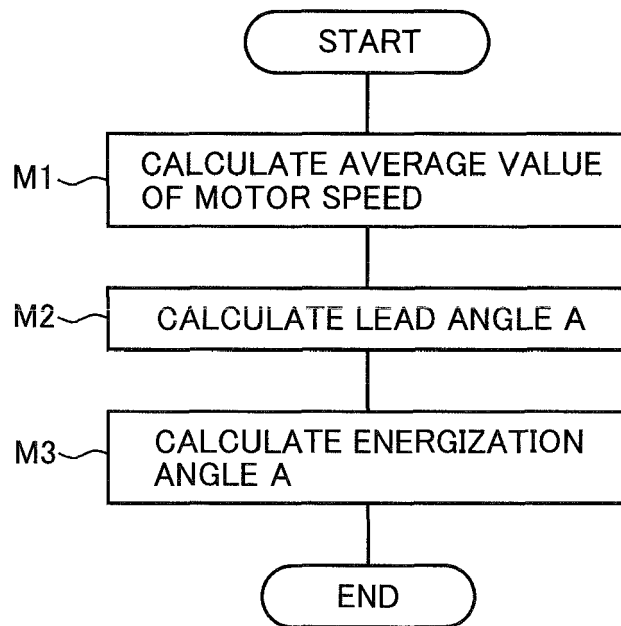 START
M1
CALCULATE AVERAGE VALUE
OF MOTOR SPEED
M2
CALCULATE LEAD ANGLE A
M3
CALCULATE ENERGIZATION
ANGLE A
END